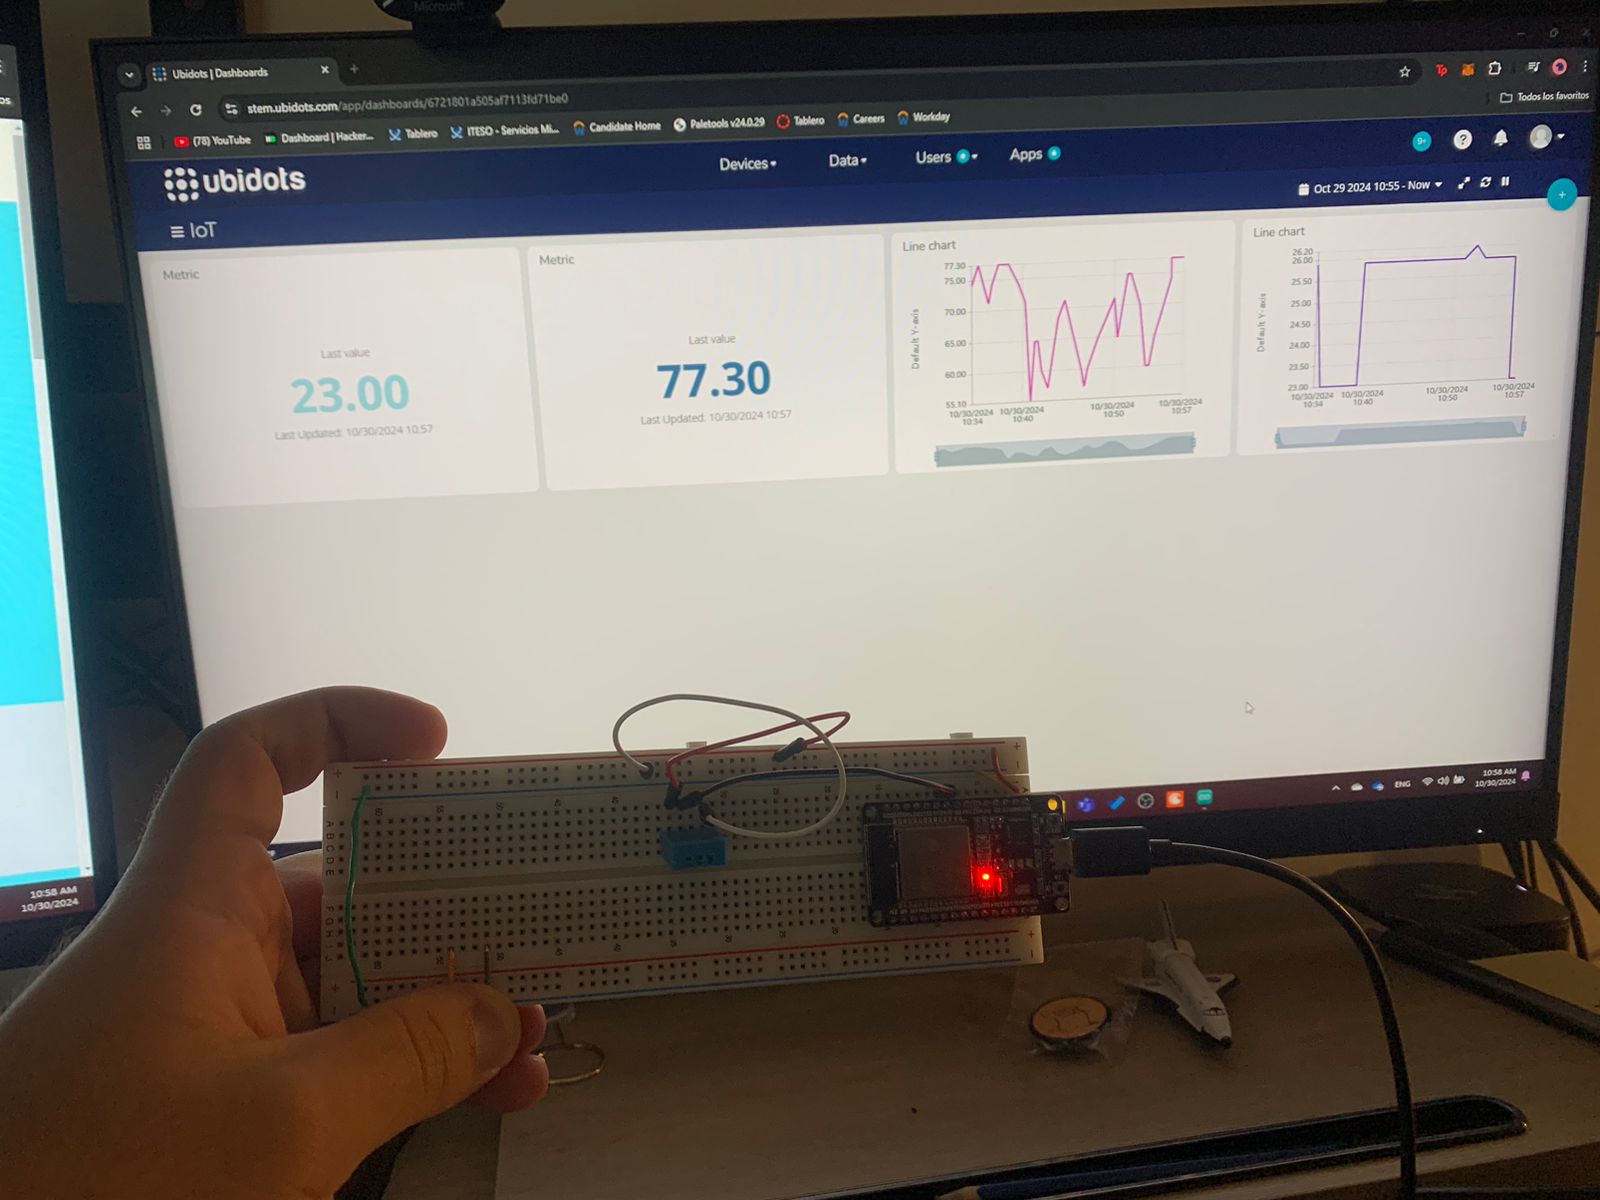 Microsoft
Ubidots | Dashboards
stem.ubidots.com/app/dashboards/6721801a505af7113fd71be0
Todos los favoritos
(78) YouTube
Dashboard | Hacker...
Tablero
ITESO - Servicios Mi...
Candidate Home
Paletools v24.0.29
Tablero
Careers
Workday
ubidots
Devices
Data
Users
Apps
9+
?
IoT
Oct 29 2024 10:55 - Now
Metric
Last value
23.00
Last Updated: 10/30/2024 10:57
Metric
Last value
77.30
Last Updated: 10/30/2024 10:57
Line chart
Default Y-axis
77.30
75.00
70.00
65.00
60.00
55.10
10/30/2024 10/30/2024 10/30/2024 10/30/2024
10:34 10:40 10:50 10:57
Line chart
Default Y-axis
26.20
26.00
25.50
25.00
24.50
24.00
23.50
23.00
10/30/2024 10/30/2024 10/30/2024 10/30/2024
10:34 10:40 10:50 10:57
ENG
10:58 AM
10/30/2024
10:58 AM
10/30/2024